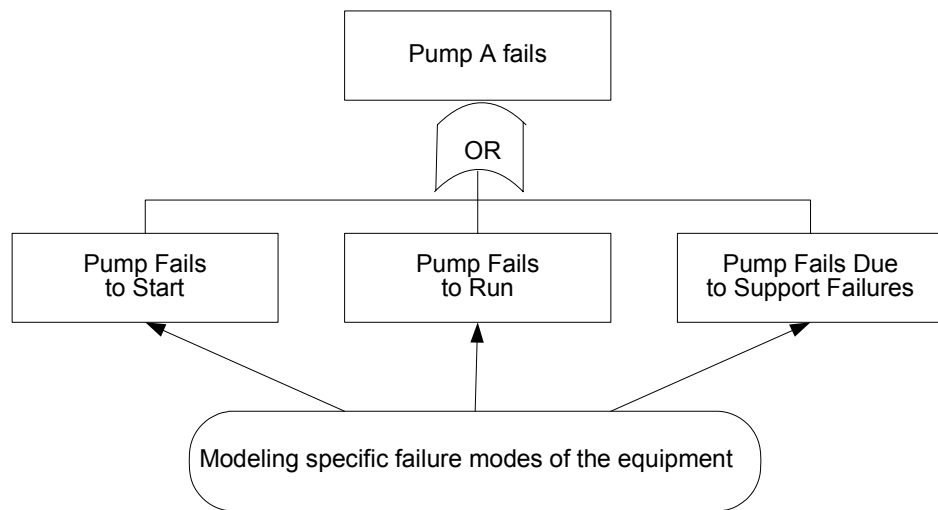 Pump A fails
OR
Pump Fails
to Start
Pump Fails
to Run
Pump Fails Due
to Support Failures
Modeling specific failure modes of the equipment